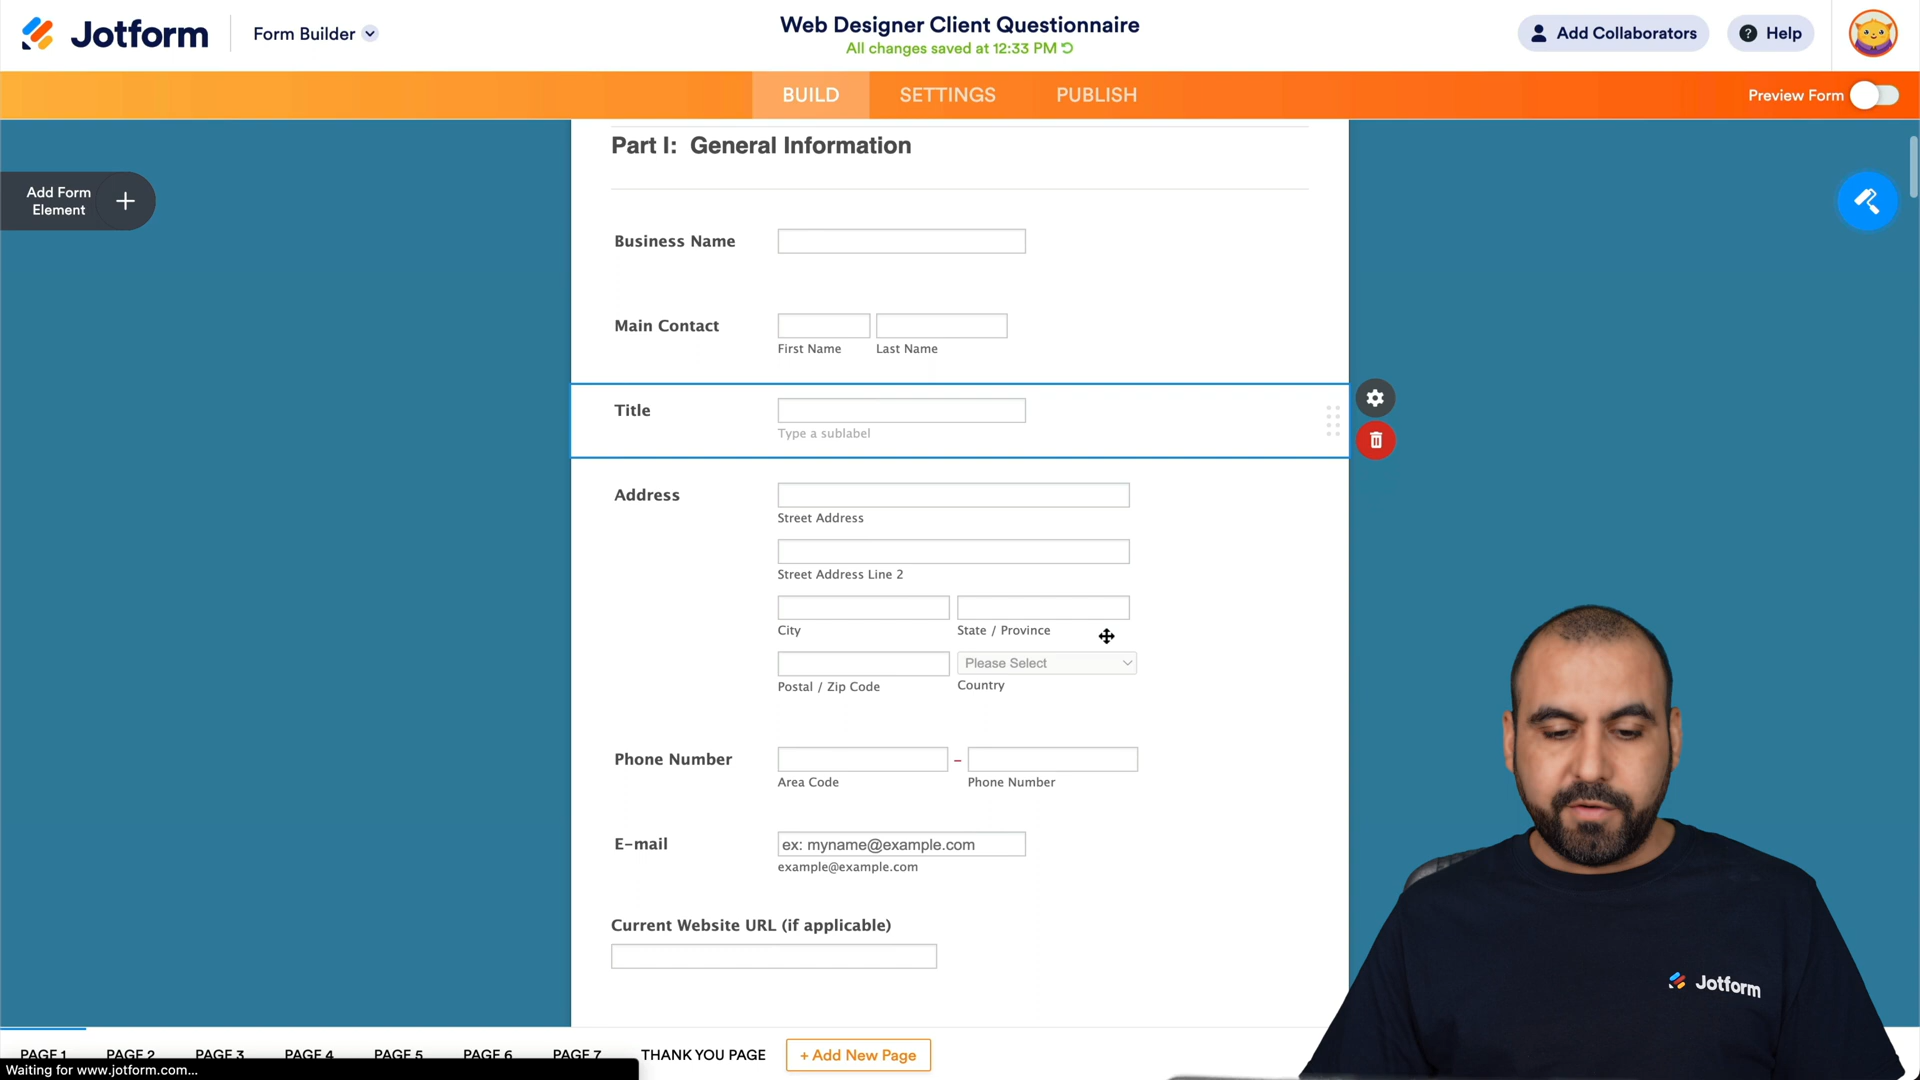 Jotform
Form Builder
Web Designer Client Questionnaire
All changes saved at 12:33 PM
Add Collaborators
? Help
BUILD
SETTINGS
PUBLISH
Preview Form
Add Form
Element
Part I: General Information
Business Name
Main Contact
First Name
Last Name
Title
Type a sublabel
Address
Street Address
Street Address Line 2
City
State / Province
Please Select
Postal / Zip Code
Country
Phone Number
–
Area Code
Phone Number
E-mail
ex: myname@example.com
example@example.com
Current Website URL (if applicable)
Jotform
PAGE 1
PAGE 2
PAGE 3
PAGE 4
PAGE 5
PAGE 6
PAGE 7
THANK YOU PAGE
+ Add New Page
Waiting for www.jotform.com...